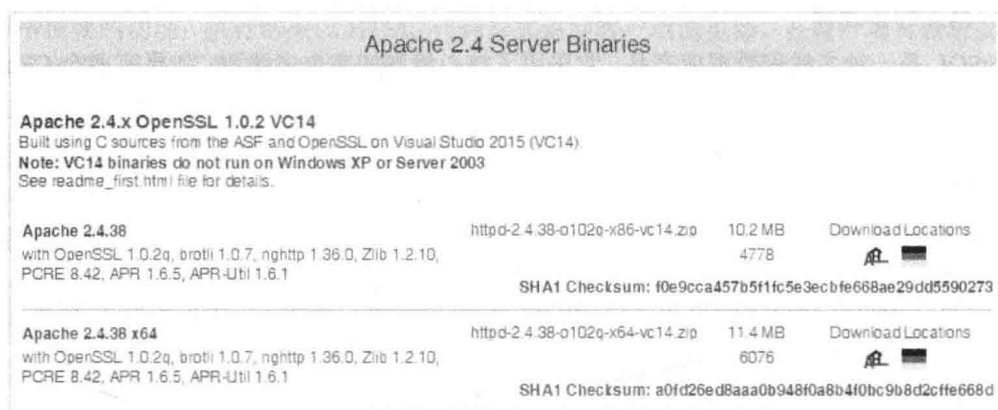 Apache 2.4 Server Binaries
Apache 2.4.x OpenSSL 1.0.2 VC14
Built using C sources from the ASF and OpenSSL on Visual Studio 2015 (VC14).
Note: VC14 binaries do not run on Windows XP or Server 2003
See readme_first.html file for details.
Apache 2.4.38 httpd-2.4.38-o102q-x86-vc14.zip 10.2 MB Download Locations
with OpenSSL 1.0.2q, brotli 1.0.7, nghttp 1.36.0, Zlib 1.2.10, 4778
PCRE 8.42, APR 1.6.5, APR-Util 1.6.1
SHA1 Checksum: f0e9cca457b5f1fc5e3ecbfe668ae29dd5590273
Apache 2.4.38 x64 httpd-2.4.38-o102q-x64-vc14.zip 11.4 MB Download Locations
with OpenSSL 1.0.2q, brotli 1.0.7, nghttp 1.36.0, Zlib 1.2.10, 6076
PCRE 8.42, APR 1.6.5, APR-Util 1.6.1
SHA1 Checksum: a0fd26ed8aaa0b948f0a8b4f0bc9b8d2cffe668d